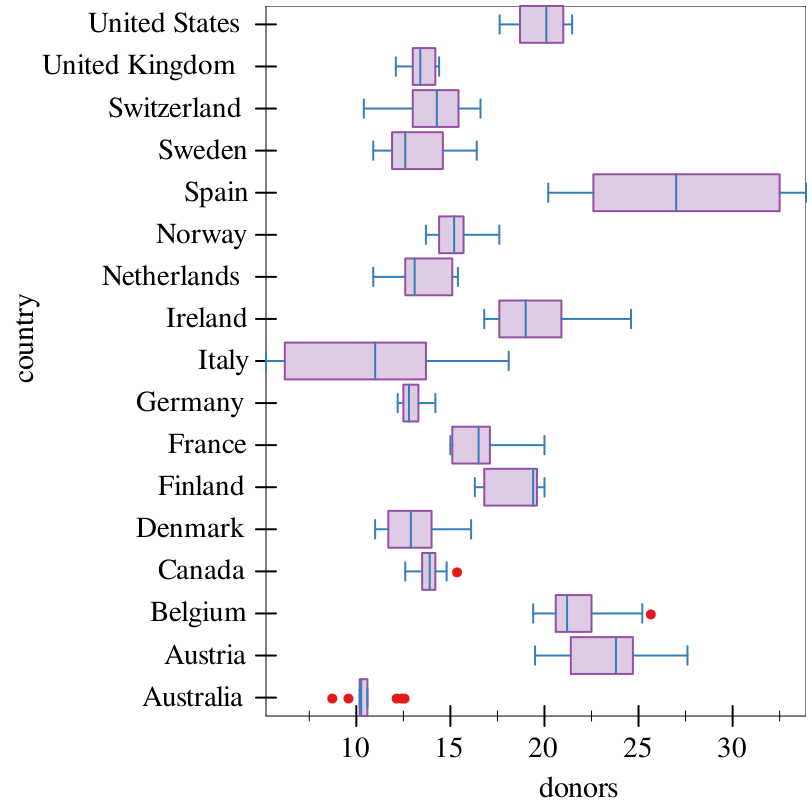 United States
United Kingdom
Switzerland
Sweden
Spain
Norway
Netherlands
Ireland
Italy
Germany
France
Finland
Denmark
Canada
Belgium
Austria
Australia
country
10 15 20 25 30
donors